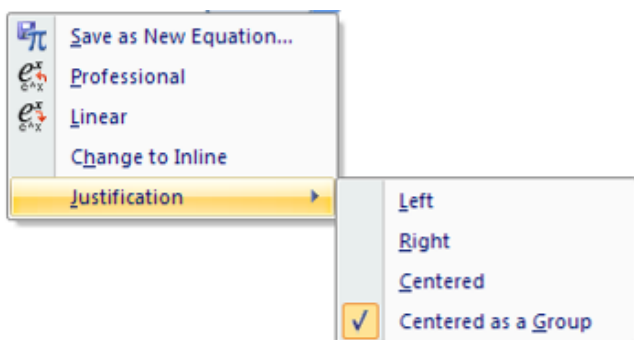 Save as New Equation...
Professional
Linear
Change to Inline
Justification
Left
Right
Centered
Centered as a Group